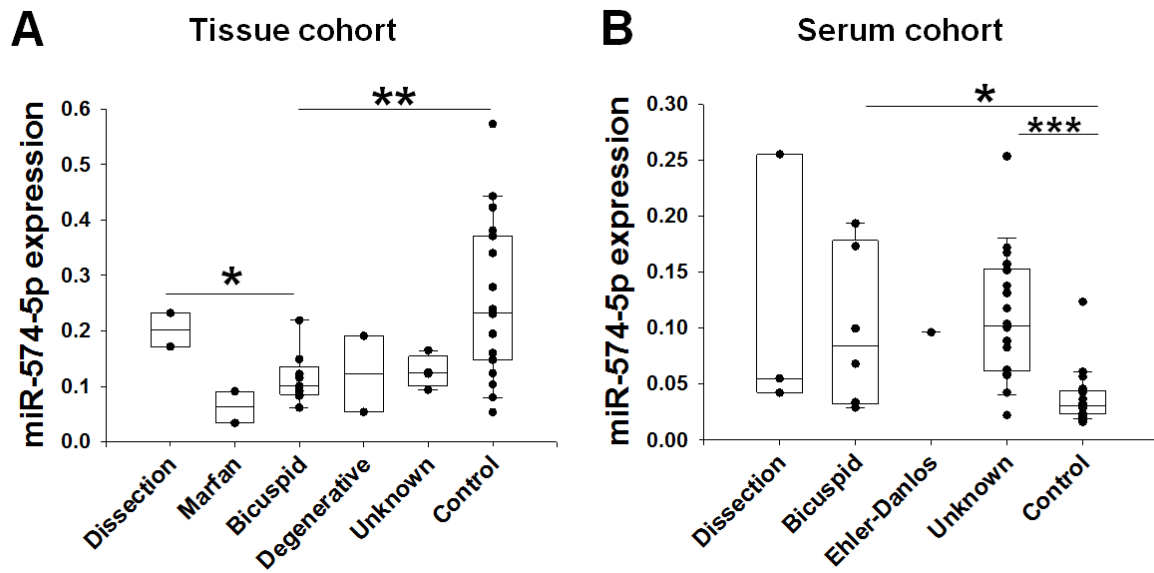 A Tissue cohort
miR-574-5p expression
0.6
0.5
0.4
0.3
0.2
0.1
0.0
**
*
Dissection
Marfan
Bicuspid
Degenerative
Unknown
Control
B Serum cohort
miR-574-5p expression
0.30
0.25
0.20
0.15
0.10
0.05
0.00
*
***
Dissection
Bicuspid
Ehler-Danlos
Unknown
Control